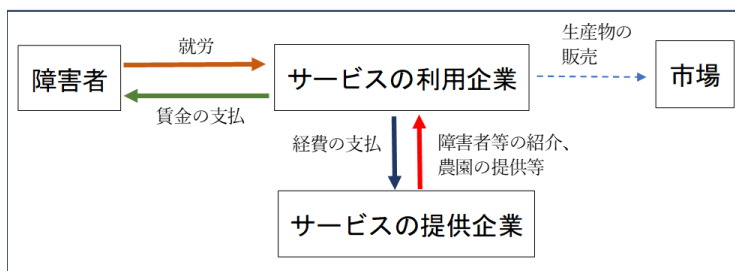 就労
障害者
賃金の支払
サービスの利用企業
生産物の
販売
市場
経費の支払
障害者等の紹介、
農園の提供等
サービスの提供企業